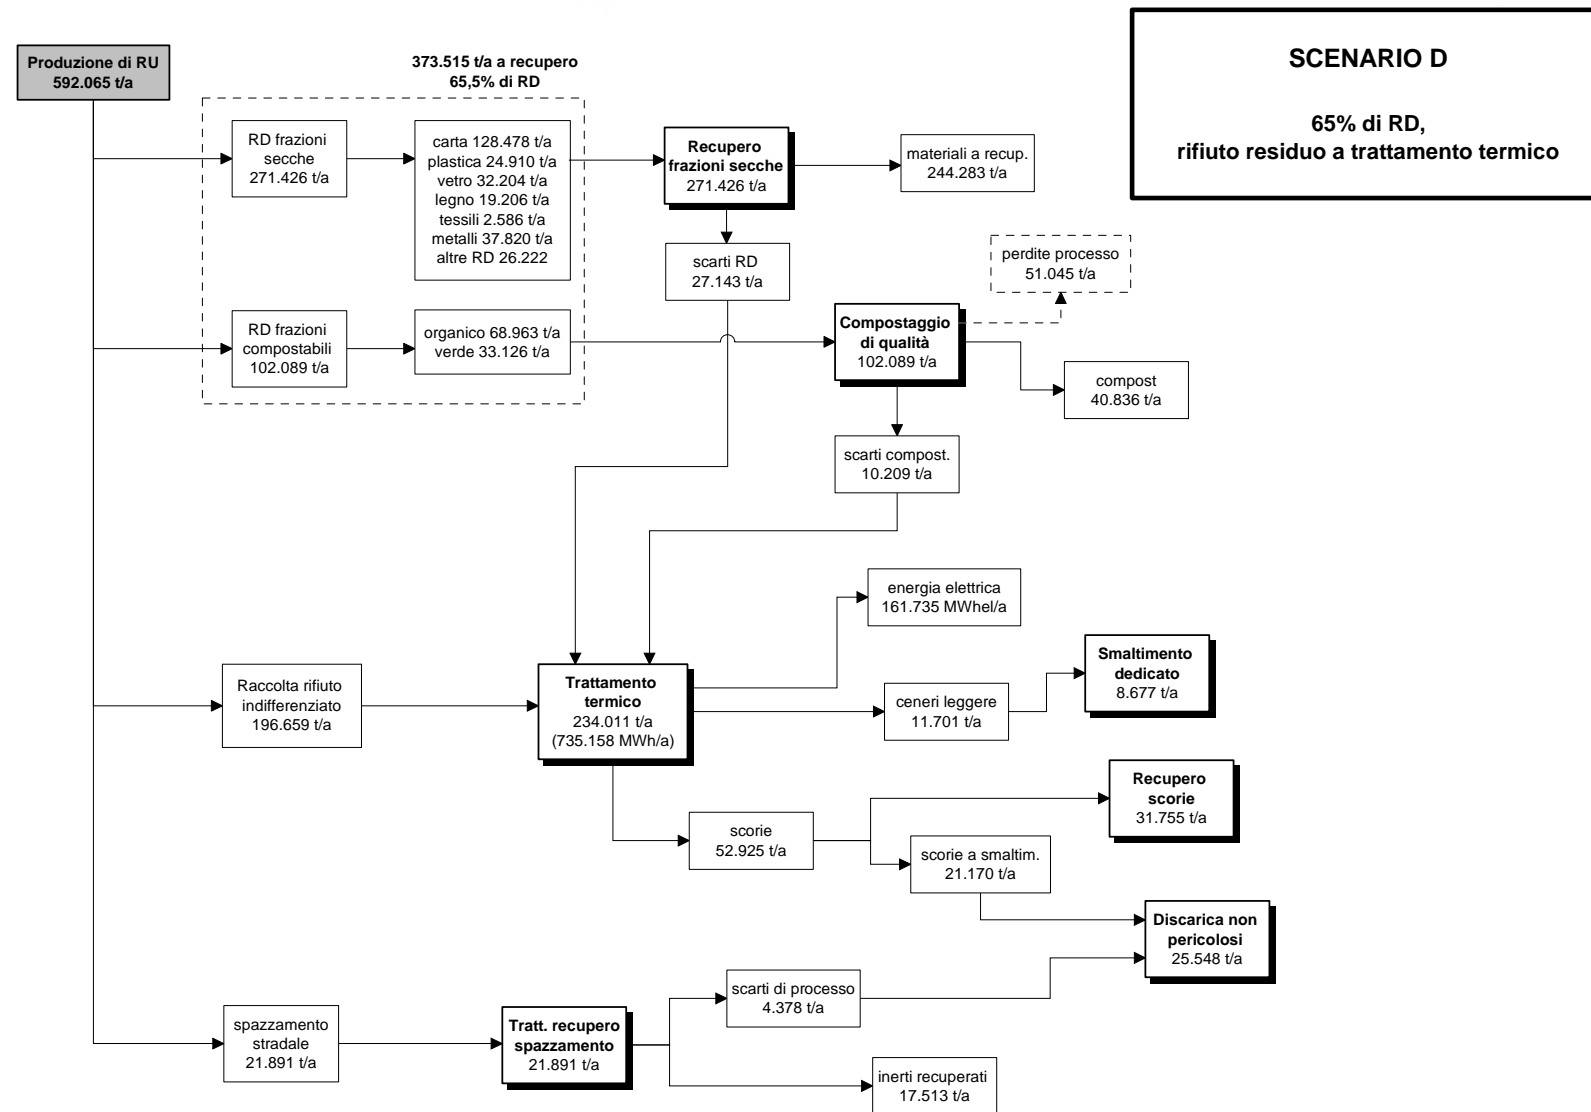 Produzione di RU
592.065 t/a
373.515 t/a a recupero
65,5% di RD
SCENARIO D
65% di RD,
rifiuto residuo a trattamento termico
RD frazioni
secche
271.426 t/a
carta 128.478 t/a
plastica 24.910 t/a
vetro 32.204 t/a
legno 19.206 t/a
tessili 2.586 t/a
metalli 37.820 t/a
altre RD 26.222
Recupero
frazioni secche
271.426 t/a
materiali a recup.
244.283 t/a
scarti RD
27.143 t/a
perdite processo
51.045 t/a
RD frazioni
compostabili
102.089 t/a
organico 68.963 t/a
verde 33.126 t/a
Compostaggio
di qualità
102.089 t/a
compost
40.836 t/a
scarti compost.
10.209 t/a
energia elettrica
161.735 MWhel/a
Raccolta rifiuto
indifferenziato
196.659 t/a
Trattamento
termico
234.011 t/a
(735.158 MWh/a)
ceneri leggere
11.701 t/a
Smaltimento
dedicato
8.677 t/a
scorie
52.925 t/a
Recupero
scorie
31.755 t/a
scorie a smaltim.
21.170 t/a
Discarica non
pericolosi
25.548 t/a
spazzamento
stradale
21.891 t/a
Tratt. recupero
spazzamento
21.891 t/a
scarti di processo
4.378 t/a
inerti recuperati
17.513 t/a